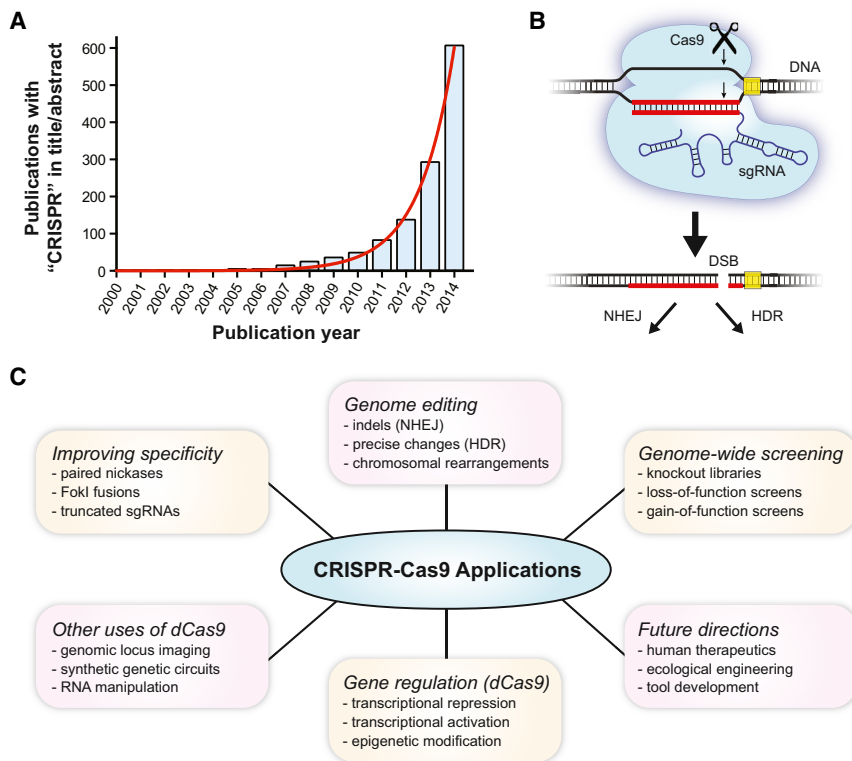 A
Publications with
“CRISPR” in title/abstract
600
500
400
300
200
100
0
2000
2001
2002
2003
2004
2005
2006
2007
2008
2009
2010
2011
2012
2013
2014
Publication year
B
Cas9
DNA
sgRNA
DSB
NHEJ
HDR
C
Genome editing
- indels (NHEJ)
- precise changes (HDR)
- chromosomal rearrangements
Improving specificity
- paired nickases
- FokI fusions
- truncated sgRNAs
Genome-wide screening
- knockout libraries
- loss-of-function screens
- gain-of-function screens
CRISPR-Cas9 Applications
Other uses of dCas9
- genomic locus imaging
- synthetic genetic circuits
- RNA manipulation
Gene regulation (dCas9)
- transcriptional repression
- transcriptional activation
- epigenetic modification
Future directions
- human therapeutics
- ecological engineering
- tool development